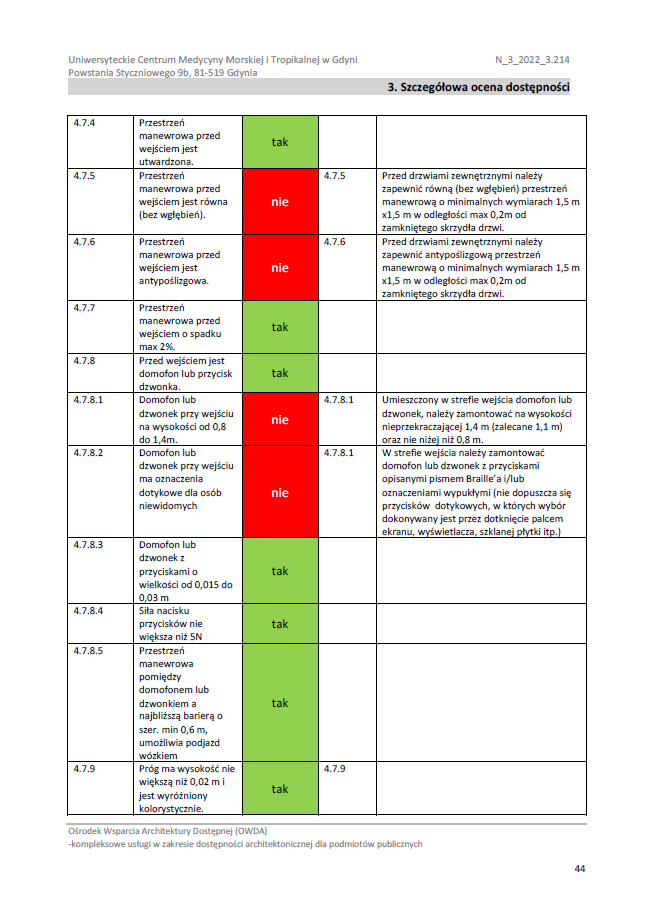 Uniwersyteckie Centrum Medycyny Morskiej i Tropikalnej w Gdyni N_3_2022_3.214
Powstania Styczniowego 9b, 81-519 Gdynia
3. Szczegółowa ocena dostępności
4.7.4
Przestrzeń
manewrowa przed
wejściem jest
utwardzona.
tak
4.7.5
Przestrzeń
manewrowa przed
wejściem jest równa
(bez wgłębień).
nie
4.7.5
Przed drzwiami zewnętrznymi należy
zapewnić równą (bez wgłębień) przestrzeń
manewrową o minimalnych wymiarach 1,5 m
x1,5 m w odległości max 0,2m od
zamkniętego skrzydła drzwi.
4.7.6
Przestrzeń
manewrowa przed
wejściem jest
antypoślizgowa.
nie
4.7.6
Przed drzwiami zewnętrznymi należy
zapewnić antypoślizgową przestrzeń
manewrową o minimalnych wymiarach 1,5 m
x1,5 m w odległości max 0,2m od
zamkniętego skrzydła drzwi.
4.7.7
Przestrzeń
manewrowa przed
wejściem o spadku
max 2%.
tak
4.7.8
Przed wejściem jest
domofon lub przycisk
dzwonka.
tak
4.7.8.1
Domofon lub
dzwonek przy wejściu
na wysokości od 0,8
do 1,4m.
nie
4.7.8.1
Umieszczony w strefie wejścia domofon lub
dzwonek, należy zamontować na wysokości
nieprzekraczającej 1,4 m (zalecane 1,1 m)
oraz nie niżej niż 0,8 m.
4.7.8.2
Domofon lub
dzwonek przy wejściu
ma oznaczenia
dotykowe dla osób
niewidomych
nie
4.7.8.1
W strefie wejścia należy zamontować
domofon lub dzwonek z przyciskami
opisanymi pismem Braille’a i/lub
oznaczeniami wypukłymi (nie dopuszcza się
przycisków dotykowych, w których wybór
dokonywany jest przez dotknięcie palcem
ekranu, wyświetlacza, szklanej płytki itp.)
4.7.8.3
Domofon lub
dzwonek z
przyciskami o
wielkości od 0,015 do
0,03 m
tak
4.7.8.4
Siła nacisku
przycisków nie
większa niż 5N
tak
4.7.8.5
Przestrzeń
manewrowa
pomiędzy
domofonem lub
dzwonkiem a
najbliższą barierą o
szer. min 0,6 m,
umożliwia podjazd
wózkiem
tak
4.7.9
Próg ma wysokość nie
większą niż 0,02 m i
jest wyróżniony
kolorystycznie.
tak
4.7.9
Ośrodek Wsparcia Architektury Dostępnej (OWDA)
-kompleksowe usługi w zakresie dostępności architektonicznej dla podmiotów publicznych
44